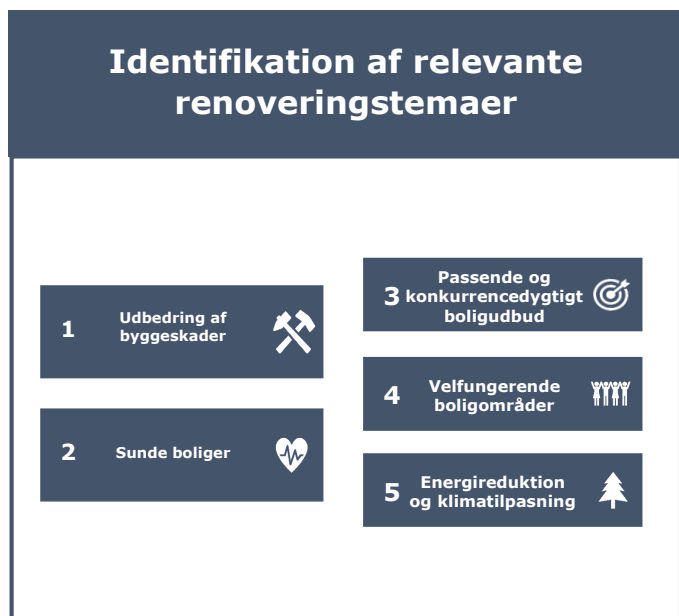 Identifikation af relevante
renoveringstemaer
1
Udbedring af
byggeskader
2
Sunde boliger
3
Passende og
konkurrencedygtigt
boligudbud
4
Velfungerende
boligområder
5
Energireduktion
og klimatilpasning